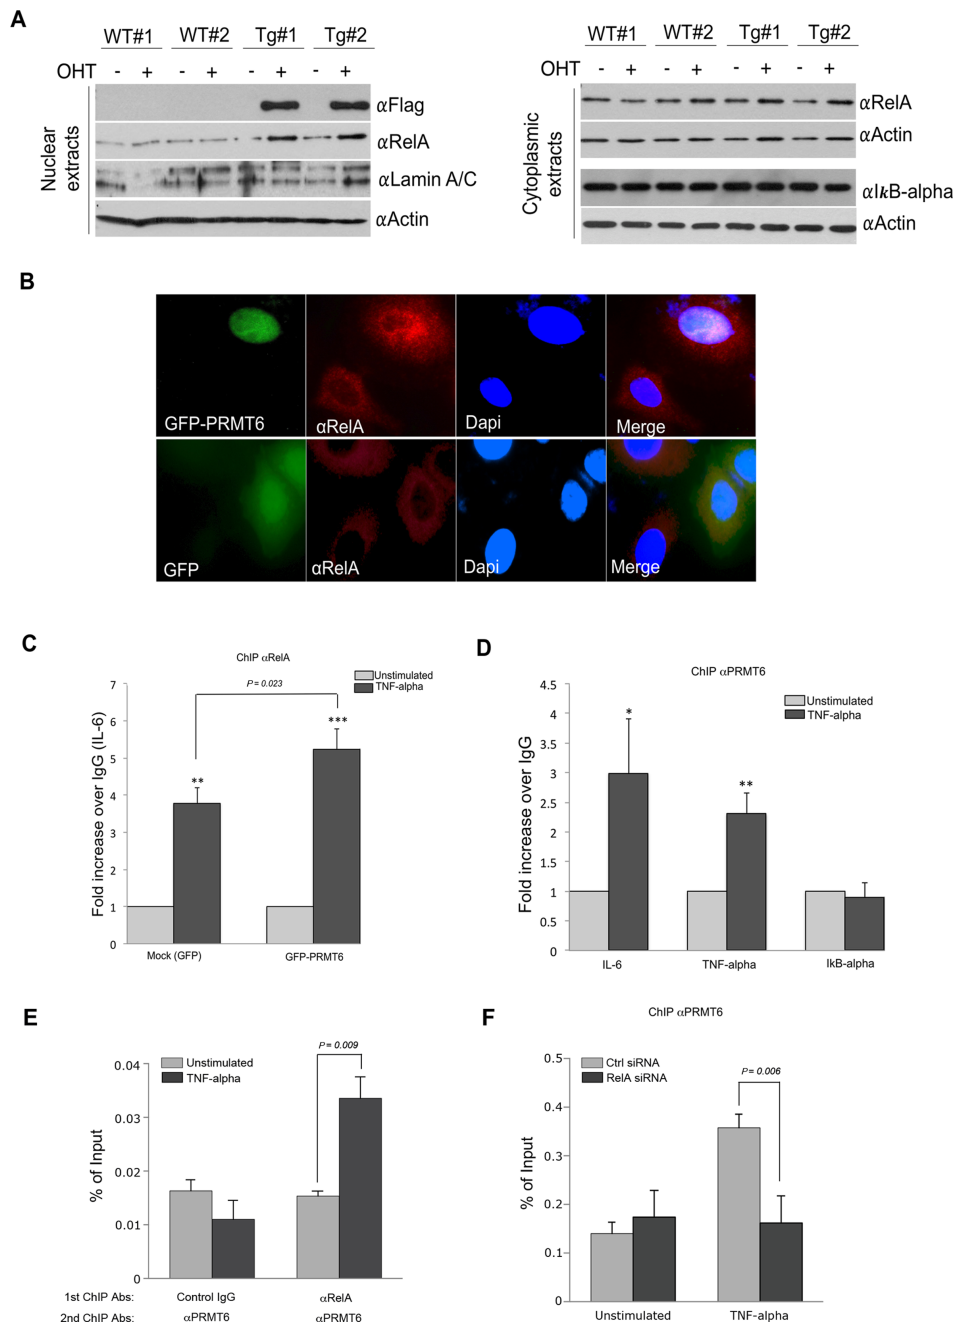 A
WT#1 WT#2 Tg#1 Tg#2
OHT - + - + - + - +
Nuclear extracts
αFlag
αRelA
αLamin A/C
αActin
WT#1 WT#2 Tg#1 Tg#2
OHT - + - + - + - +
Cytoplasmic extracts
αRelA
αActin
αIkB-alpha
αActin
B
GFP-PRMT6 αRelA Dapi Merge
GFP αRelA Dapi Merge
C
ChIP αRelA
Unstimulated
TNF-alpha
P = 0.023
Fold increase over IgG (IL-6)
7
6
5
4
3
2
1
0
**
***
Mock (GFP) GFP-PRMT6
D
ChIP αPRMT6
Unstimulated
TNF-alpha
Fold increase over IgG
4.5
4
3.5
3
2.5
2
1.5
1
0.5
0
*
**
IL-6 TNF-alpha IkB-alpha
E
Unstimulated
TNF-alpha
P = 0.009
% of Input
0.04
0.03
0.02
0.01
0
1st ChIP Abs: Control IgG αRelA
2nd ChIP Abs: αPRMT6 αPRMT6
F
ChIP αPRMT6
Ctrl siRNA
RelA siRNA
P = 0.006
% of Input
0.5
0.4
0.3
0.2
0.1
0
Unstimulated TNF-alpha